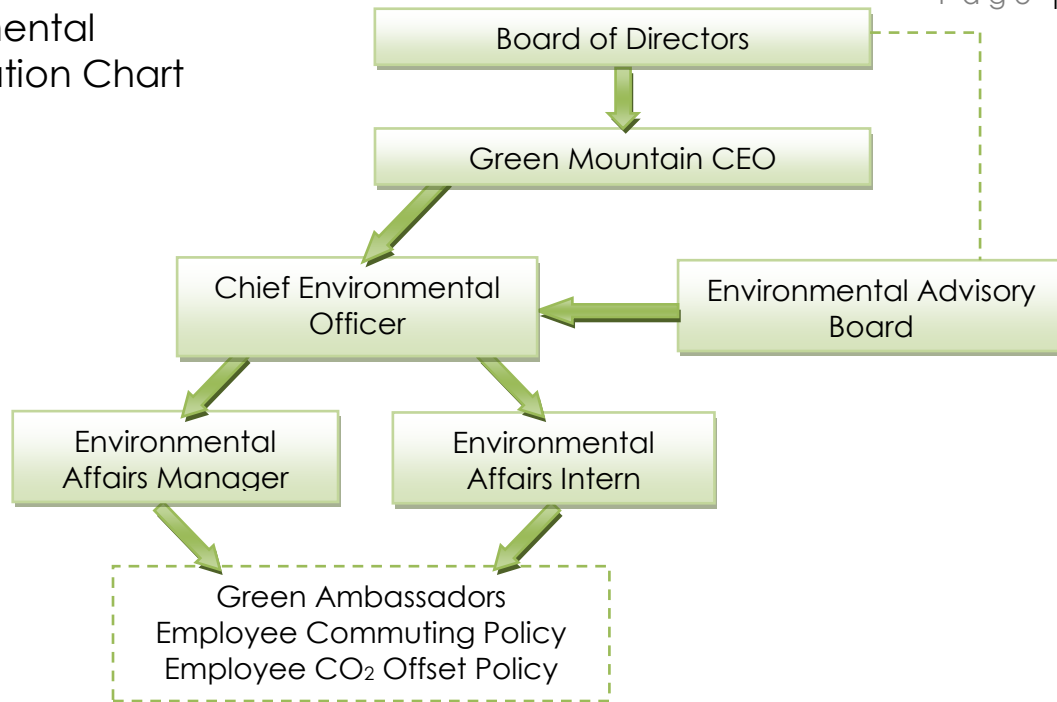 mental
ation Chart
Board of Directors
Green Mountain CEO
Chief Environmental
Officer
Environmental Advisory
Board
Environmental
Affairs Manager
Environmental
Affairs Intern
Green Ambassadors
Employee Commuting Policy
Employee CO₂ Offset Policy